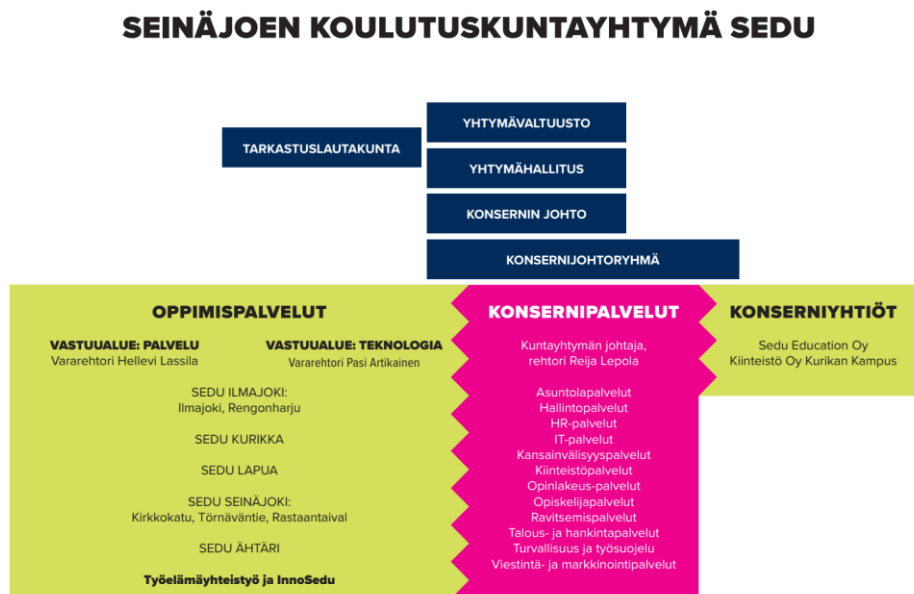 SEINÄJOEN KOULUTUSKUNTAYHTYMÄ SEDU
YHTYMÄVALTUUSTO
TARKASTUSLAUTAKUNTA
YHTYMÄHALLITUS
KONSERNIN JOHTO
KONSERNIJOHTORYHMÄ
OPPIMISPALVELUT
VASTUUALUE: PALVELU
Vararehtori Hellevi Lassila
VASTUUALUE: TEKNOLOGIA
Vararehtori Pasi Artikainen
SEDU ILMAJOKI:
Ilmajoki, Rengonharju
SEDU KURIKKA
SEDU LAPUA
SEDU SEINÄJOKI:
Kirkkokatu, Törnäväntie, Rastaantaival
SEDU ÄHTÄRI
Työelämäyhteistyö ja InnoSedu
KONSERNIPALVELUT
Kuntayhtymän johtaja,
rehtori Reija Lepola
Asuntolapalvelut
Hallintopalvelut
HR-palvelut
IT-palvelut
Kansainvälisyyspalvelut
Kiinteistöpalvelut
Opinlakeus-palvelut
Opiskelijapalvelut
Ravitsemispalvelut
Talous- ja hankintapalvelut
Turvallisuus ja työsuojelu
Viestintä- ja markkinointipalvelut
KONSERNIYHTIÖT
Sedu Education Oy
Kiinteistö Oy Kurikan Kampus